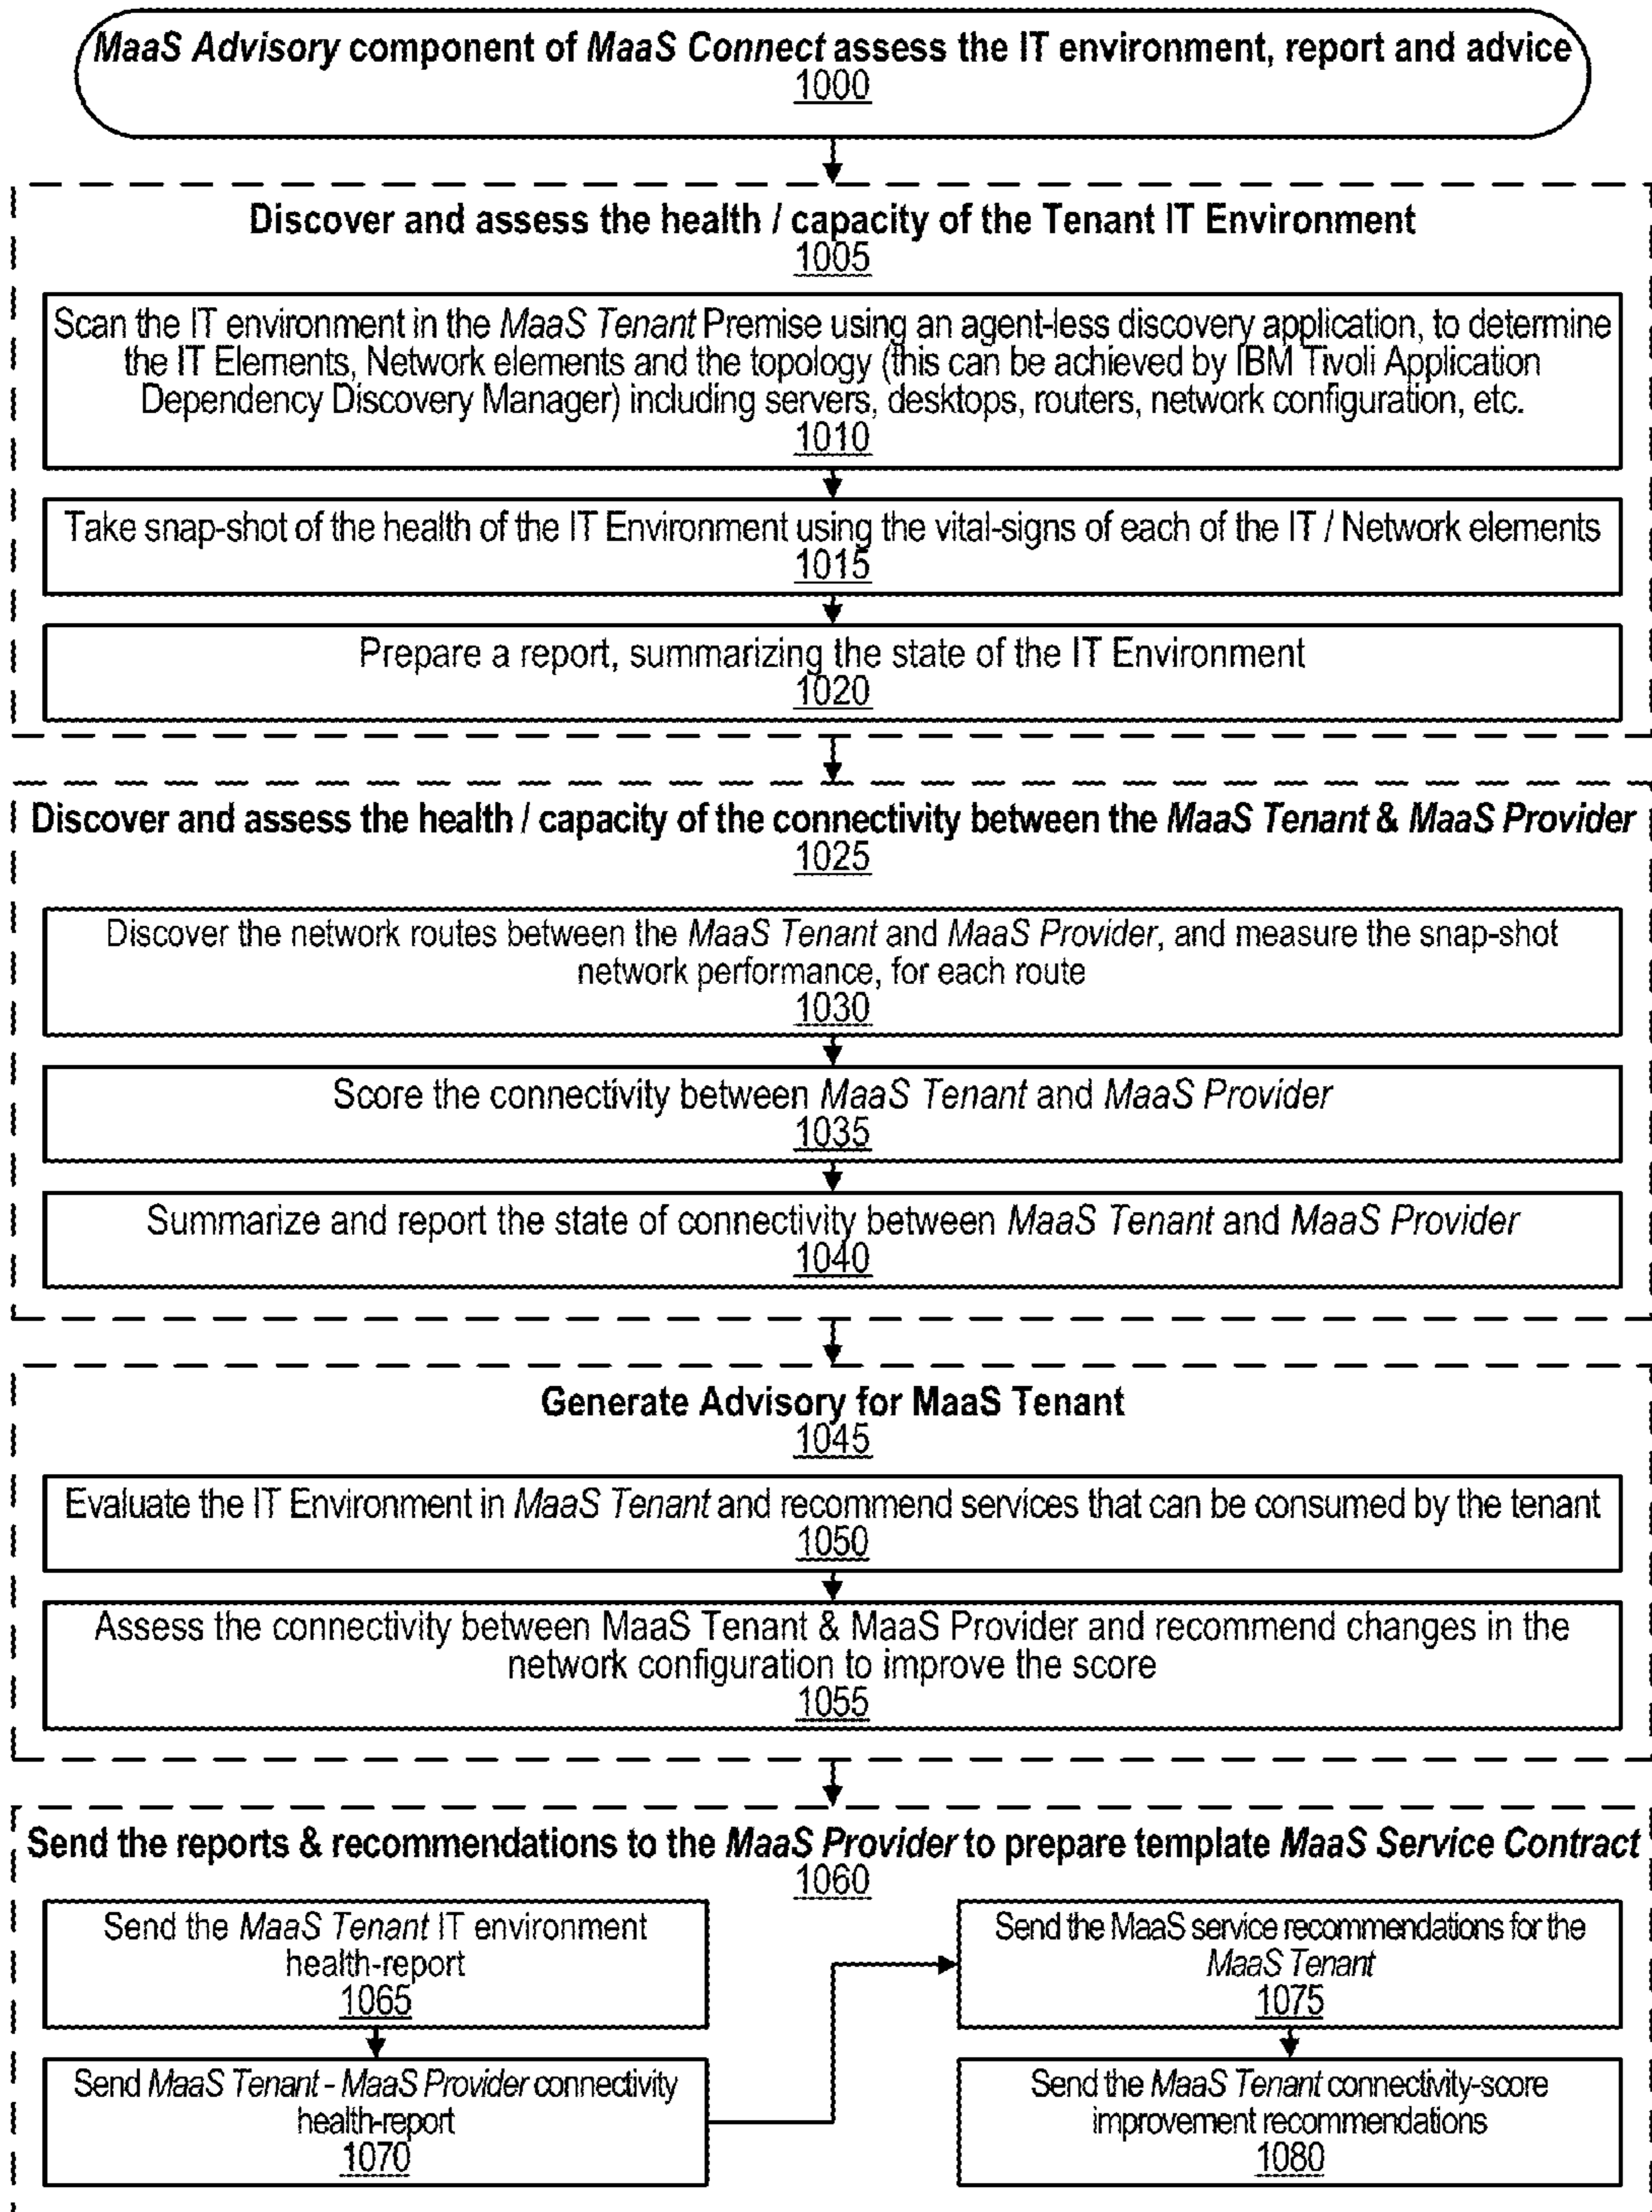 MaaS Advisory component of MaaS Connect assess the IT environment, report and advice
1000
Discover and assess the health / capacity of the Tenant IT Environment
1005
Scan the IT environment in the MaaS Tenant Premise using an agent-less discovery application, to determine
the IT Elements, Network elements and the topology (this can be achieved by IBM Tivoli Application
Dependency Discovery Manager) including servers, desktops, routers, network configuration, etc.
1010
Take snap-shot of the health of the IT Environment using the vital-signs of each of the IT / Network elements
1015
Prepare a report, summarizing the state of the IT Environment
1020
Discover and assess the health / capacity of the connectivity between the MaaS Tenant & MaaS Provider
1025
Discover the network routes between the MaaS Tenant and MaaS Provider, and measure the snap-shot
network performance, for each route
1030
Score the connectivity between MaaS Tenant and MaaS Provider
1035
Summarize and report the state of connectivity between MaaS Tenant and MaaS Provider
1040
Generate Advisory for MaaS Tenant
1045
Evaluate the IT Environment in MaaS Tenant and recommend services that can be consumed by the tenant
1050
Assess the connectivity between MaaS Tenant & MaaS Provider and recommend changes in the
network configuration to improve the score
1055
Send the reports & recommendations to the MaaS Provider to prepare template MaaS Service Contract
1060
Send the MaaS Tenant IT environment
health-report
1065
Send MaaS Tenant - MaaS Provider connectivity
health-report
1070
Send the MaaS service recommendations for the
MaaS Tenant
1075
Send the MaaS Tenant connectivity-score
improvement recommendations
1080